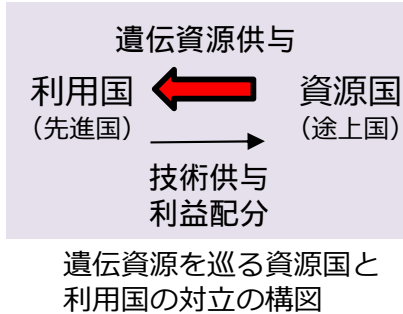 遺伝資源供与
利用国 資源国
（先進国） （途上国）
技術供与
利益配分
遺伝資源を巡る資源国と
利用国の対立の構図